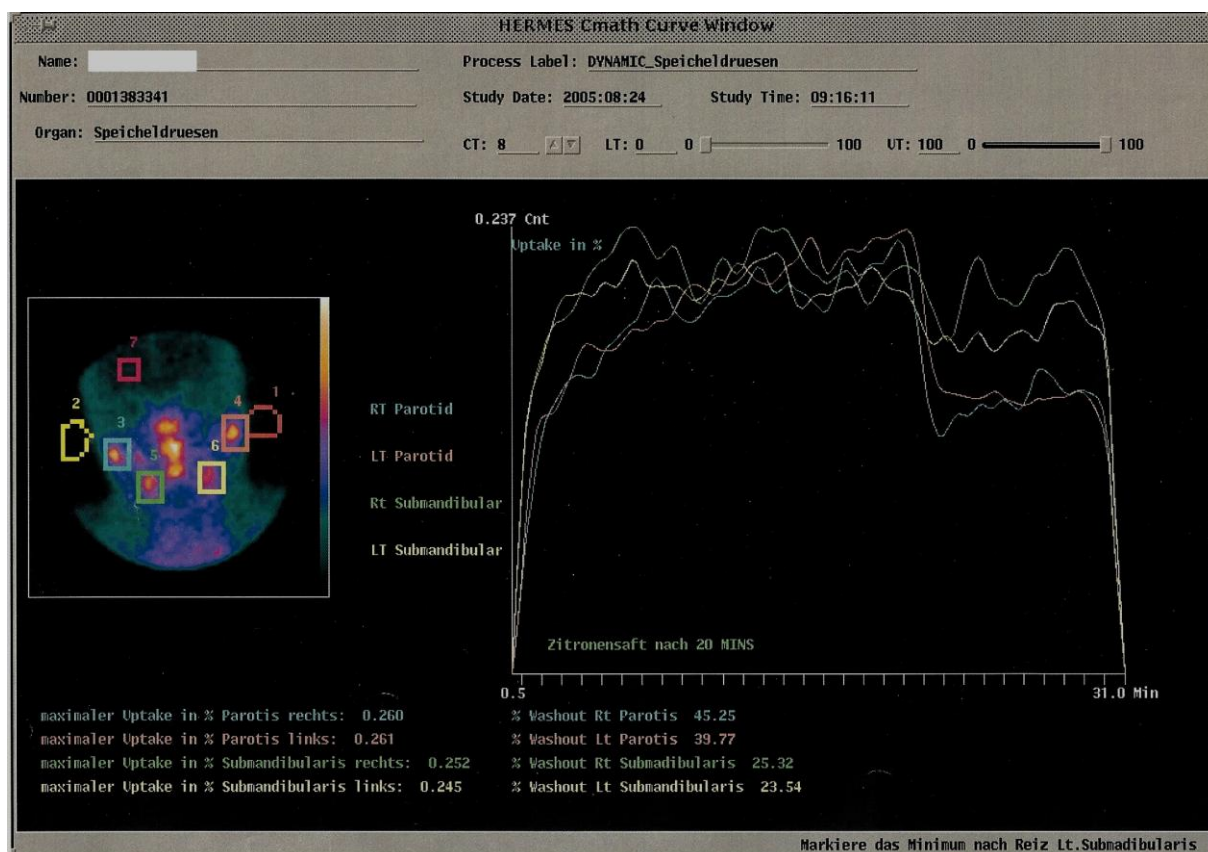 HERMES Cmath Curve Window
Name:
Process Label: DYNAMIC_Speicheldruesen
Number: 0001383341
Study Date: 2005:08:24 Study Time: 09:16:11
Organ: Speicheldruesen
CT: 8 LT: 0 0 100 UT: 100 0 100
0.237 Cnt
Uptake in %
7
2
3
4
1
5
6
RT Parotid
LT Parotid
Rt Submandibular
LT Submandibular
Zitronensaft nach 20 MINS
0.5 31.0 Min
maximaler Uptake in % Parotis rechts: 0.260 % Washout Rt Parotis 45.25
maximaler Uptake in % Parotis links: 0.261 % Washout Lt Parotis 39.77
maximaler Uptake in % Submandibularis rechts: 0.252 % Washout Rt Submadibularis 25.32
maximaler Uptake in % Submandibularis links: 0.245 % Washout Lt Submandibularis 23.54
Markiere das Minimum nach Reiz Lt.Submadibularis